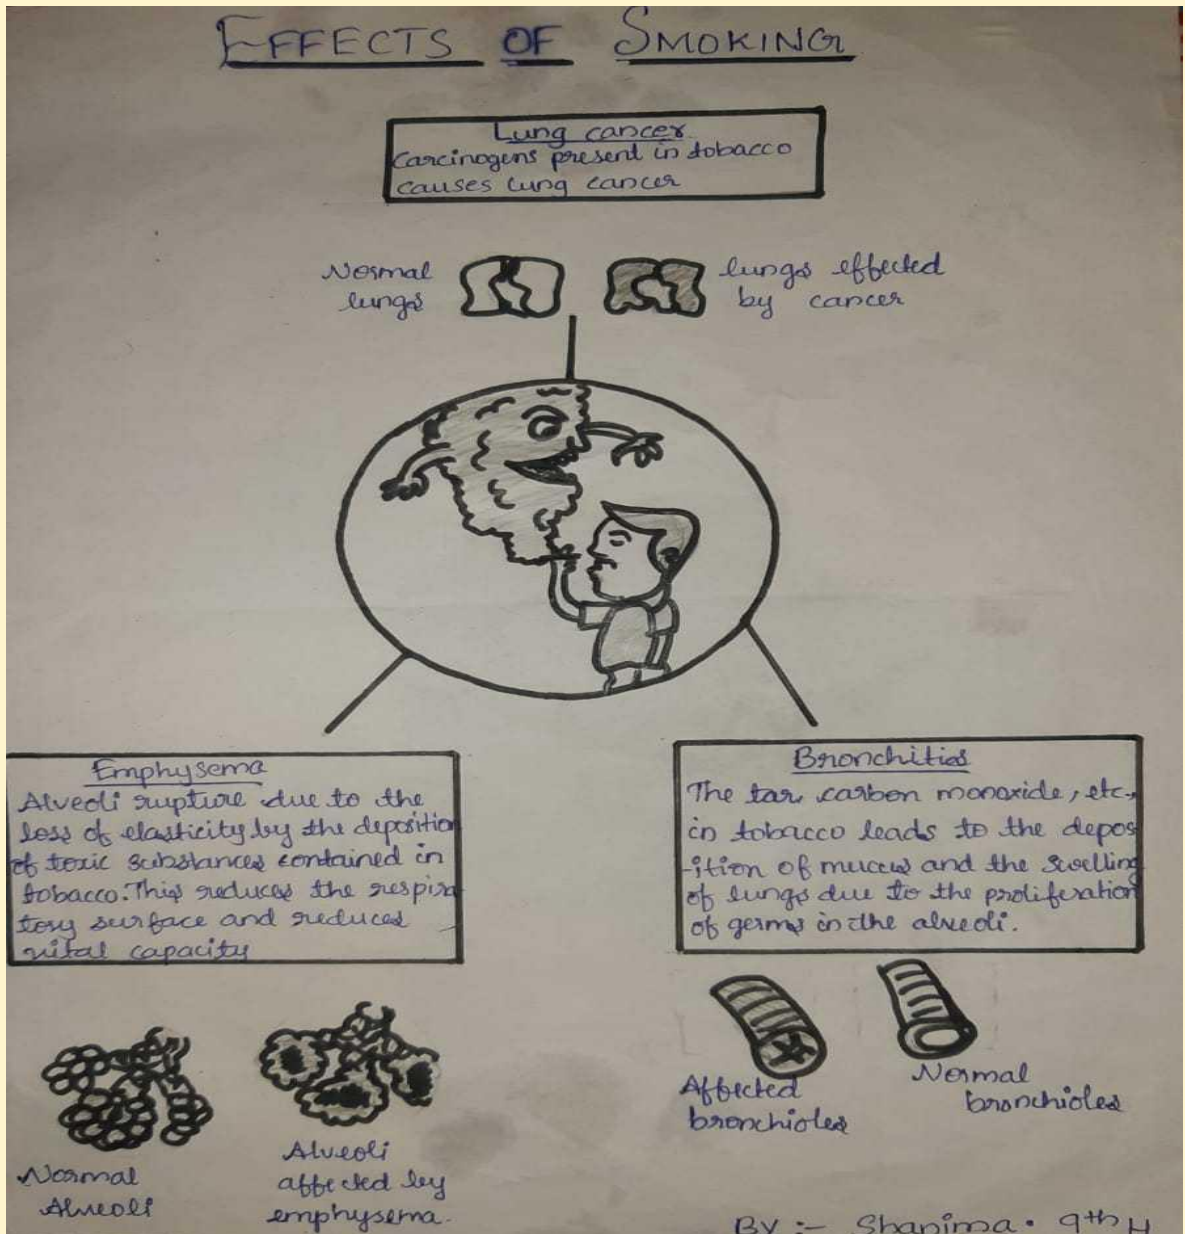 EFFECTS OF SMOKING
Lung cancer
Carcinogens present in tobacco
causes lung cancer
Normal
lungs
lungs effected
by cancer
Emphysema
Alveoli rupture due to the
loss of elasticity by the deposition
of toxic substances contained in
tobacco. This reduces the respira
tory surface and reduces
vital capacity
Bronchities
The tar, carbon monoxide, etc.,
in tobacco leads to the depos
-ition of mucus and the swelling
of lungs due to the proliferation
of germs in the alveoli.
Normal
Alveoli
Alveoli
affected by
emphysema.
Affected
bronchioles
Normal
bronchioles
BY :- Shanima. 9th H